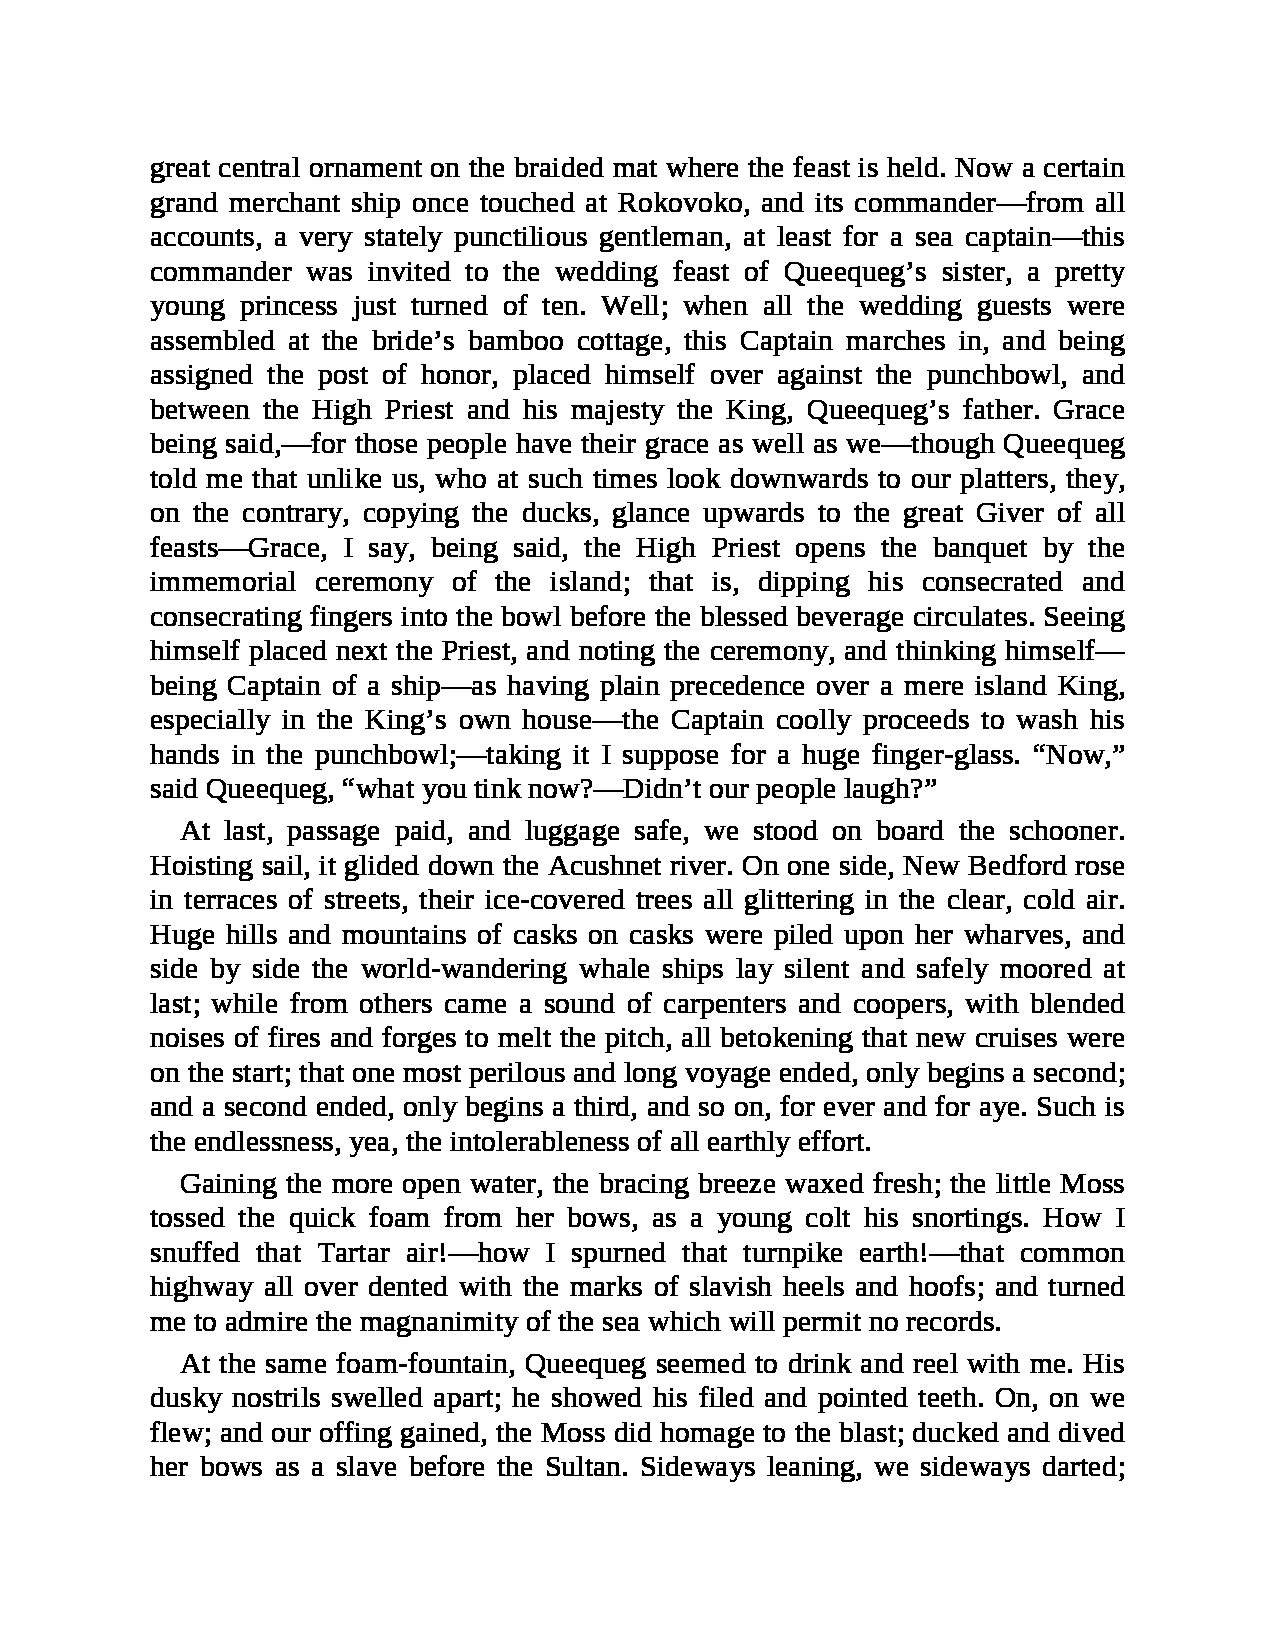 great central ornament on the braided mat where the feast is held. Now a certain
grand merchant ship once touched at Rokovoko, and its commander—from all
accounts, a very stately punctilious gentleman, at least for a sea captain—this
commander was invited to the wedding feast of Queequeg’s sister, a pretty
young princess just turned of ten. Well; when all the wedding guests were
assembled at the bride’s bamboo cottage, this Captain marches in, and being
assigned the post of honor, placed himself over against the punchbowl, and
between the High Priest and his majesty the King, Queequeg’s father. Grace
being said,—for those people have their grace as well as we—though Queequeg
told me that unlike us, who at such times look downwards to our platters, they,
on the contrary, copying the ducks, glance upwards to the great Giver of all
feasts—Grace, I say, being said, the High Priest opens the banquet by the
immemorial ceremony of the island; that is, dipping his consecrated and
consecrating fingers into the bowl before the blessed beverage circulates. Seeing
himself placed next the Priest, and noting the ceremony, and thinking himself—
being Captain of a ship—as having plain precedence over a mere island King,
especially in the King’s own house—the Captain coolly proceeds to wash his
hands in the punchbowl;—taking it I suppose for a huge finger-glass. “Now,”
said Queequeg, “what you tink now?—Didn’t our people laugh?”
At last, passage paid, and luggage safe, we stood on board the schooner.
Hoisting sail, it glided down the Acushnet river. On one side, New Bedford rose
in terraces of streets, their ice-covered trees all glittering in the clear, cold air.
Huge hills and mountains of casks on casks were piled upon her wharves, and
side by side the world-wandering whale ships lay silent and safely moored at
last; while from others came a sound of carpenters and coopers, with blended
noises of fires and forges to melt the pitch, all betokening that new cruises were
on the start; that one most perilous and long voyage ended, only begins a second;
and a second ended, only begins a third, and so on, for ever and for aye. Such is
the endlessness, yea, the intolerableness of all earthly effort.
Gaining the more open water, the bracing breeze waxed fresh; the little Moss
tossed the quick foam from her bows, as a young colt his snortings. How I
snuffed that Tartar air!—how I spurned that turnpike earth!—that common
highway all over dented with the marks of slavish heels and hoofs; and turned
me to admire the magnanimity of the sea which will permit no records.
At the same foam-fountain, Queequeg seemed to drink and reel with me. His
dusky nostrils swelled apart; he showed his filed and pointed teeth. On, on we
flew; and our offing gained, the Moss did homage to the blast; ducked and dived
her bows as a slave before the Sultan. Sideways leaning, we sideways darted;